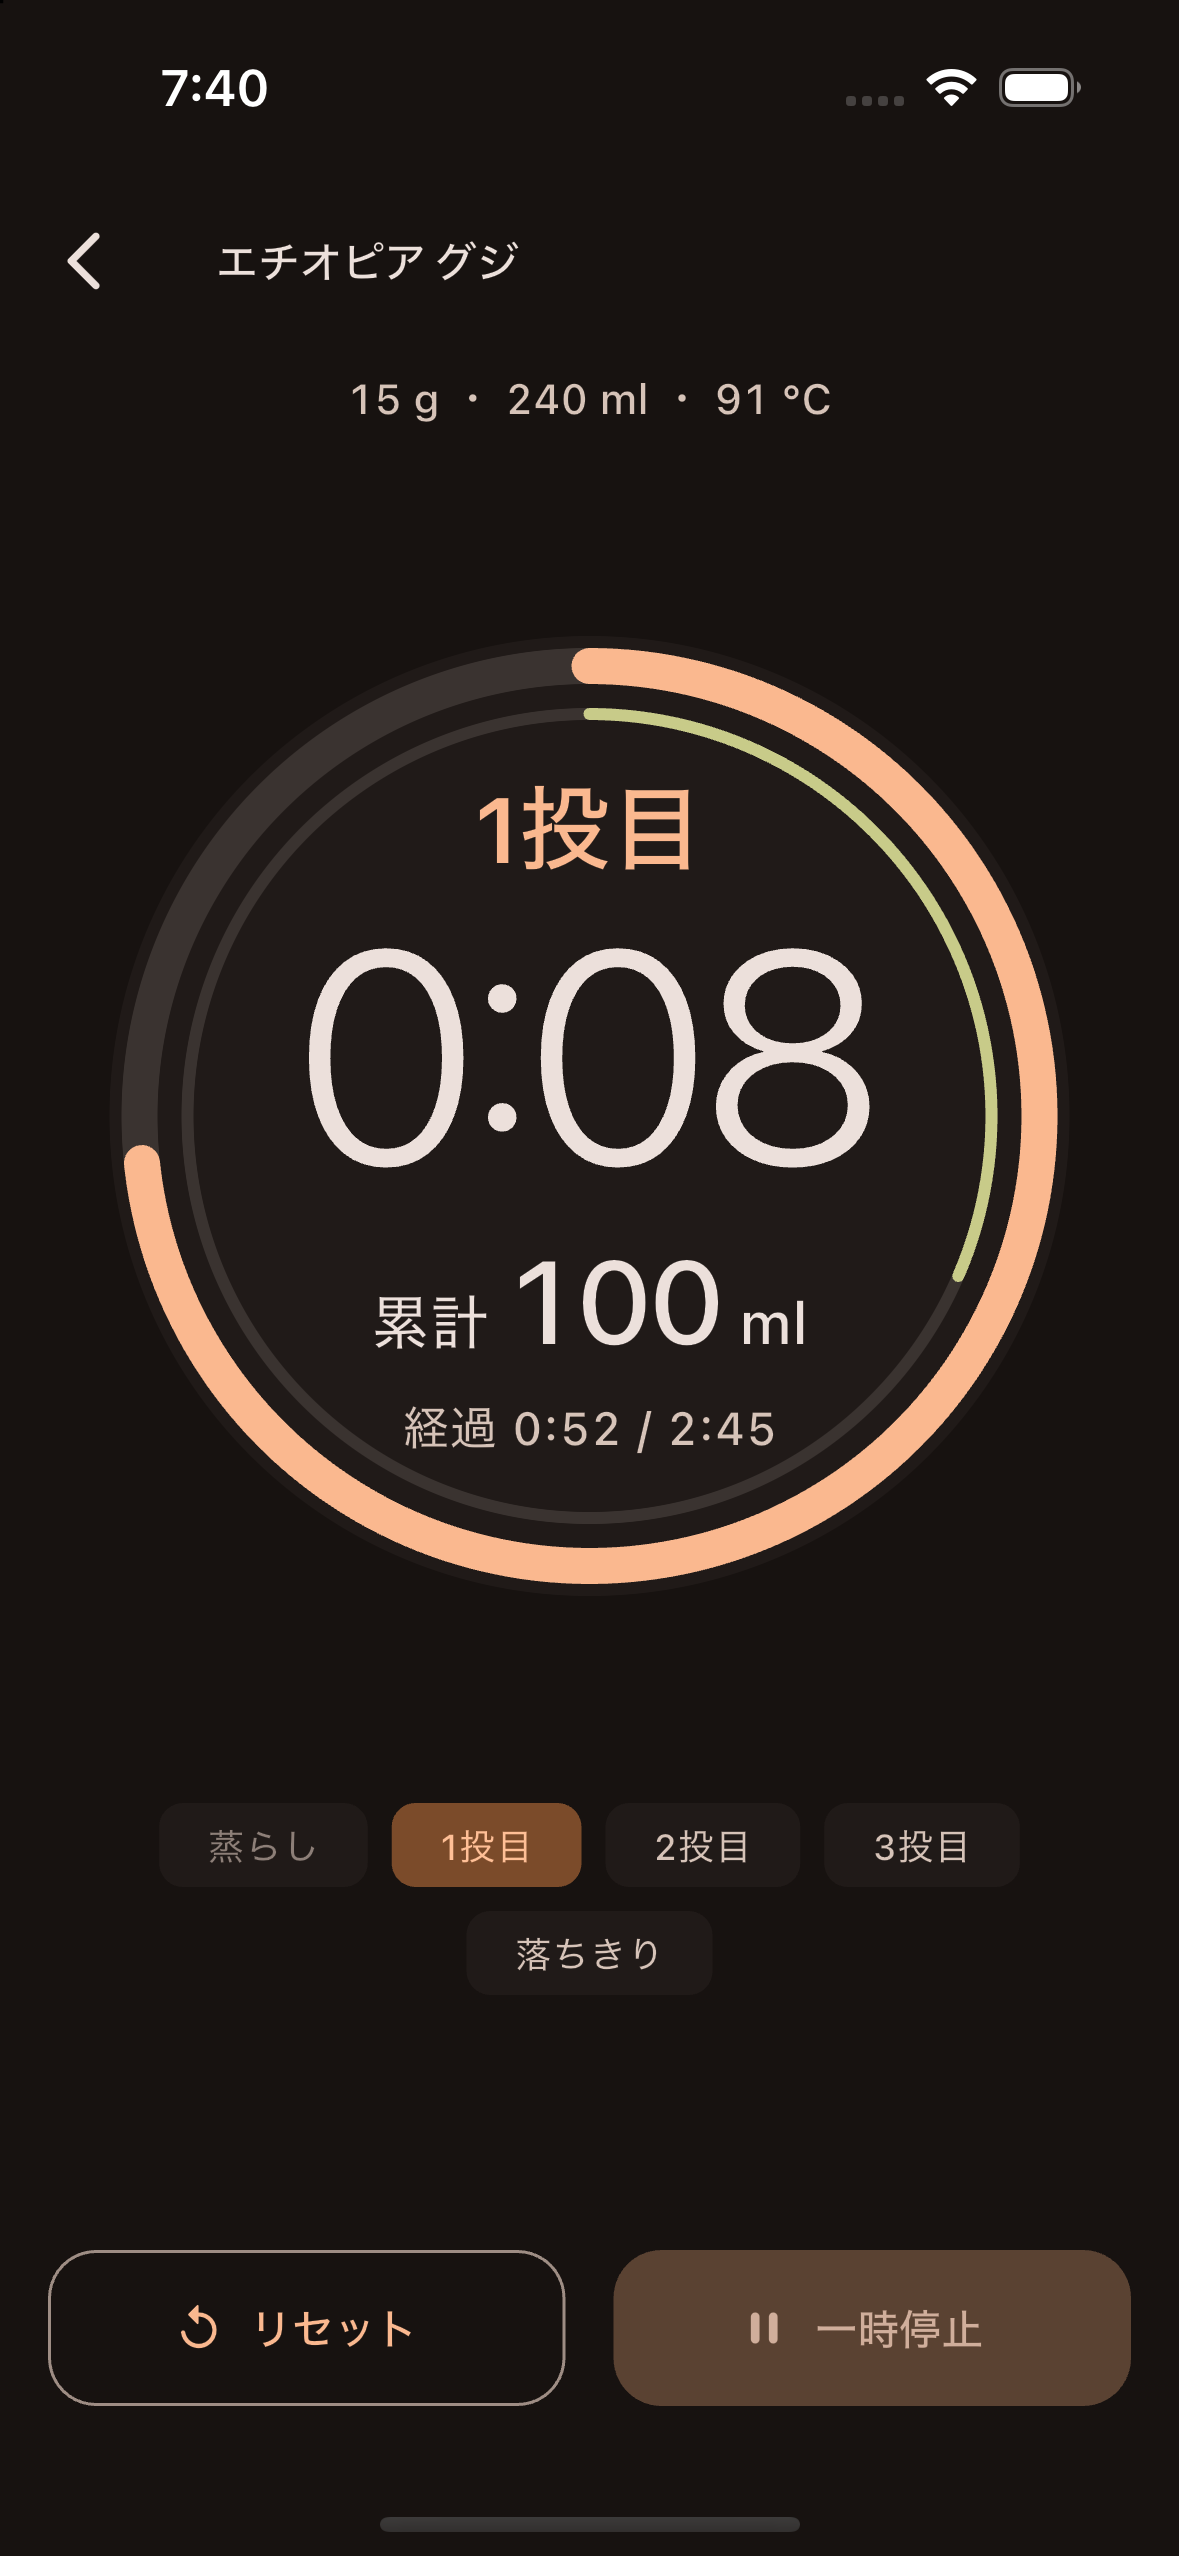 7:40
エチオピア グジ
15 g ・ 240 ml ・ 91 °C
1投目
0:08
累計 100 ml
経過 0:52 / 2:45
蒸らし 1投目 2投目 3投目
落ちきり
リセット 一時停止